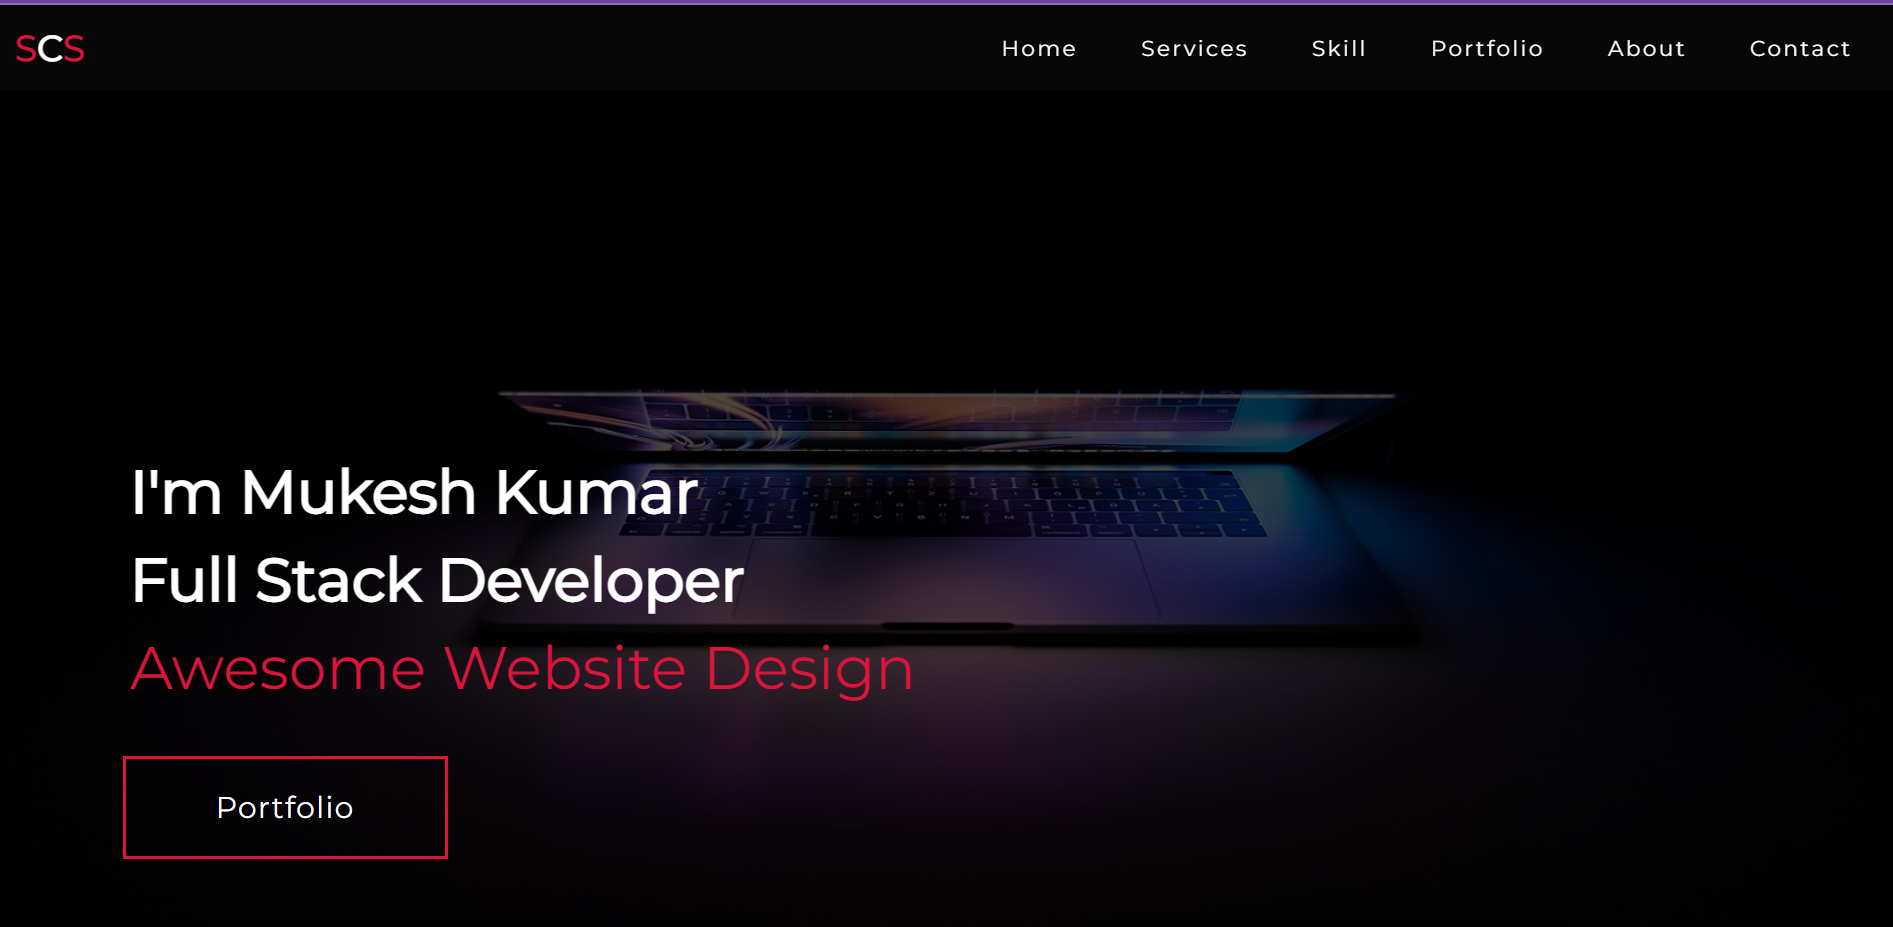 SCS
Home Services Skill Portfolio About Contact
I'm Mukesh Kumar
Full Stack Developer
Awesome Website Design
Portfolio